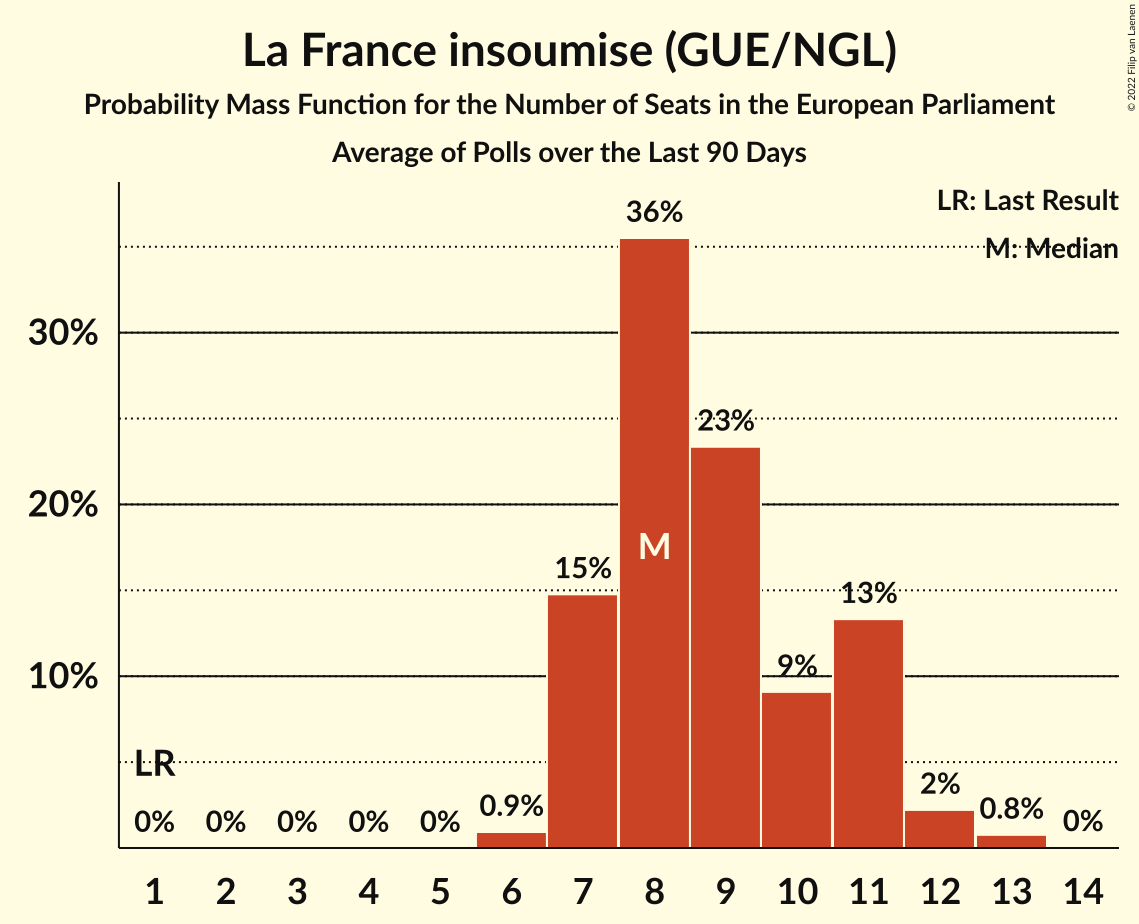 La France insoumise (GUE/NGL)
Probability Mass Function for the Number of Seats in the European Parliament
Average of Polls over the Last 90 Days
© 2022 Filip van Laenen
LR: Last Result
M: Median
30%
20%
10%
36%
23%
15%
13%
9%
2%
0.9%
0.8%
0%
0%
0%
0%
0%
0%
LR
M
1 2 3 4 5 6 7 8 9 10 11 12 13 14